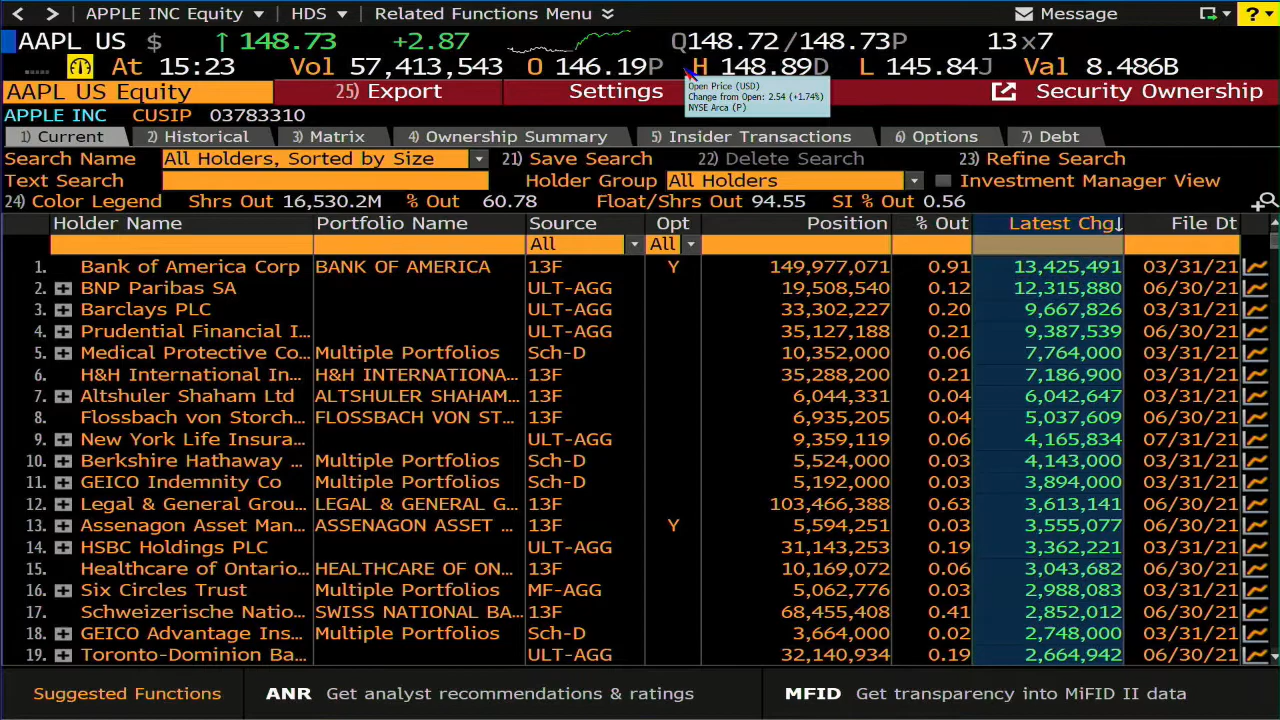 < > APPLE INC Equity HDS Related Functions Menu Message ?
AAPL US $ ↑ 148.73 +2.87 Q148.72 /148.73P 13x7
At 15:23 Vol 57,413,543 O 146.19P H 148.89D L 145.84J Val 8.486B
Open Price (USD)
Change from Open: 2.54 (+1.74%)
NYSE Arca (P)
AAPL US Equity 25) Export Settings Security Ownership
APPLE INC CUSIP 03783310
1) Current 2) Historical 3) Matrix 4) Ownership Summary 5) Insider Transactions 6) Options 7) Debt
Search Name All Holders, Sorted by Size 21) Save Search 22) Delete Search 23) Refine Search
Text Search Holder Group All Holders Investment Manager View
24) Color Legend Shrs Out 16,530.2M % Out 60.78 Float/Shrs Out 94.55 SI % Out 0.56
Holder Name Portfolio Name Source Opt Position % Out Latest Chg↓ File Dt
All All
1. Bank of America Corp BANK OF AMERICA 13F Y 149,977,071 0.91 13,425,491 03/31/21
2. BNP Paribas SA ULT-AGG 19,508,540 0.12 12,315,880 06/30/21
3. Barclays PLC ULT-AGG 33,302,227 0.20 9,667,826 03/31/21
4. Prudential Financial I... ULT-AGG 35,127,188 0.21 9,387,539 06/30/21
5. Medical Protective Co... Multiple Portfolios Sch-D 10,352,000 0.06 7,764,000 03/31/21
6. H&H International In... H&H INTERNATIONA... 13F 35,288,200 0.21 7,186,900 03/31/21
7. Altshuler Shaham Ltd ALTSHULER SHAHAM... 13F 6,044,331 0.04 6,042,647 03/31/21
8. Flossbach von Storch... FLOSSBACH VON ST... 13F 6,935,205 0.04 5,037,609 06/30/21
9. New York Life Insura... ULT-AGG 9,359,119 0.06 4,165,834 07/31/21
10. Berkshire Hathaway ... Multiple Portfolios Sch-D 5,524,000 0.03 4,143,000 03/31/21
11. GEICO Indemnity Co Multiple Portfolios Sch-D 5,192,000 0.03 3,894,000 03/31/21
12. Legal & General Grou... LEGAL & GENERAL G... 13F 103,466,388 0.63 3,613,141 06/30/21
13. Assenagon Asset Man... ASSENAGON ASSET ... 13F Y 5,594,251 0.03 3,555,077 06/30/21
14. HSBC Holdings PLC ULT-AGG 31,143,253 0.19 3,362,221 03/31/21
15. Healthcare of Ontario... HEALTHCARE OF ON... 13F 10,169,072 0.06 3,043,682 06/30/21
16. Six Circles Trust Multiple Portfolios MF-AGG 5,062,776 0.03 2,988,083 03/31/21
17. Schweizerische Natio... SWISS NATIONAL BA... 13F 68,455,408 0.41 2,852,012 06/30/21
18. GEICO Advantage Ins... Multiple Portfolios Sch-D 3,664,000 0.02 2,748,000 03/31/21
19. Toronto-Dominion Ba... ULT-AGG 32,140,934 0.19 2,664,942 06/30/21
Suggested Functions ANR Get analyst recommendations & ratings MFID Get transparency into MiFID II data